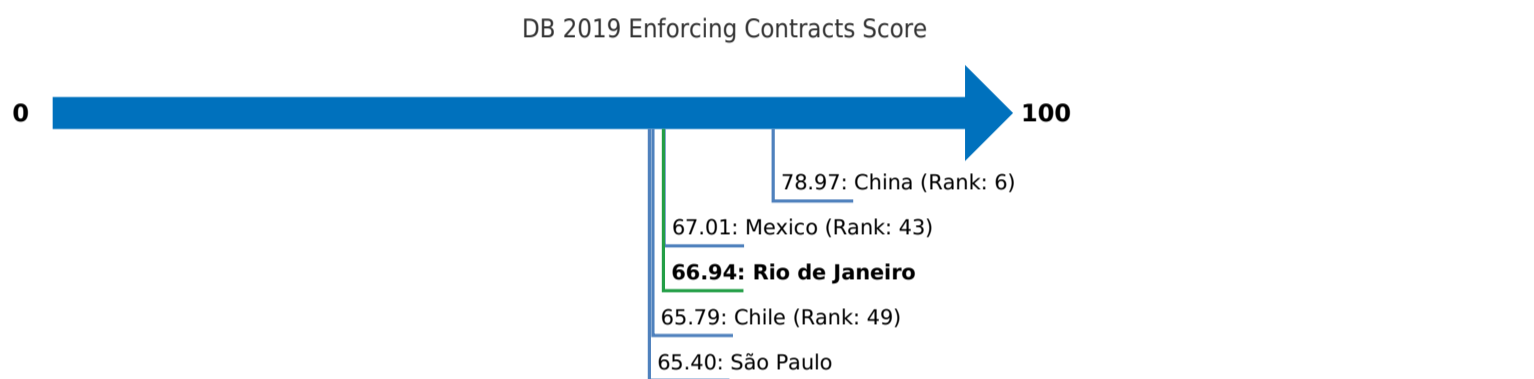 DB 2019 Enforcing Contracts Score
0
100
78.97: China (Rank: 6)
67.01: Mexico (Rank: 43)
66.94: Rio de Janeiro
65.79: Chile (Rank: 49)
65.40: São Paulo